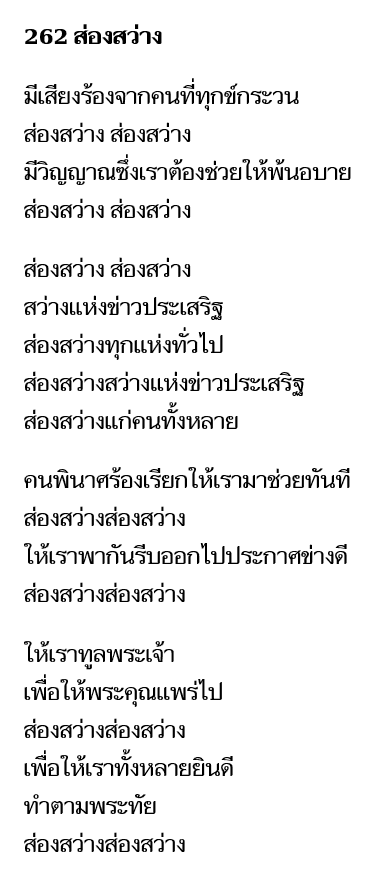 262 ส่องสว่าง
มีเสียงร้องจากคนที่ทุกข์กระวน
ส่องสว่าง ส่องสว่าง
มีวิญญาณซึ่งเราต้องช่วยให้พ้นอบาย
ส่องสว่าง ส่องสว่าง
ส่องสว่าง ส่องสว่าง
สว่างแห่งข่าวประเสริฐ
ส่องสว่างทุกแห่งทั่วไป
ส่องสว่างสว่างแห่งข่าวประเสริฐ
ส่องสว่างแก่คนทั้งหลาย
คนพินาศร้องเรียกให้เรามาช่วยทันที
ส่องสว่างส่องสว่าง
ให้เราพากันรีบออกไปประกาศข่างดี
ส่องสว่างส่องสว่าง
ให้เราทูลพระเจ้า
เพื่อให้พระคุณแพร่ไป
ส่องสว่างส่องสว่าง
เพื่อให้เราทั้งหลายยินดี
ทำตามพระทัย
ส่องสว่างส่องสว่าง